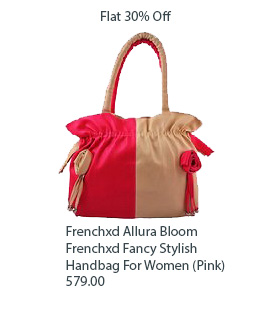 Flat 30% Off
Frenchxd Allura Bloom
Frenchxd Fancy Stylish
Handbag For Women (Pink)
579.00